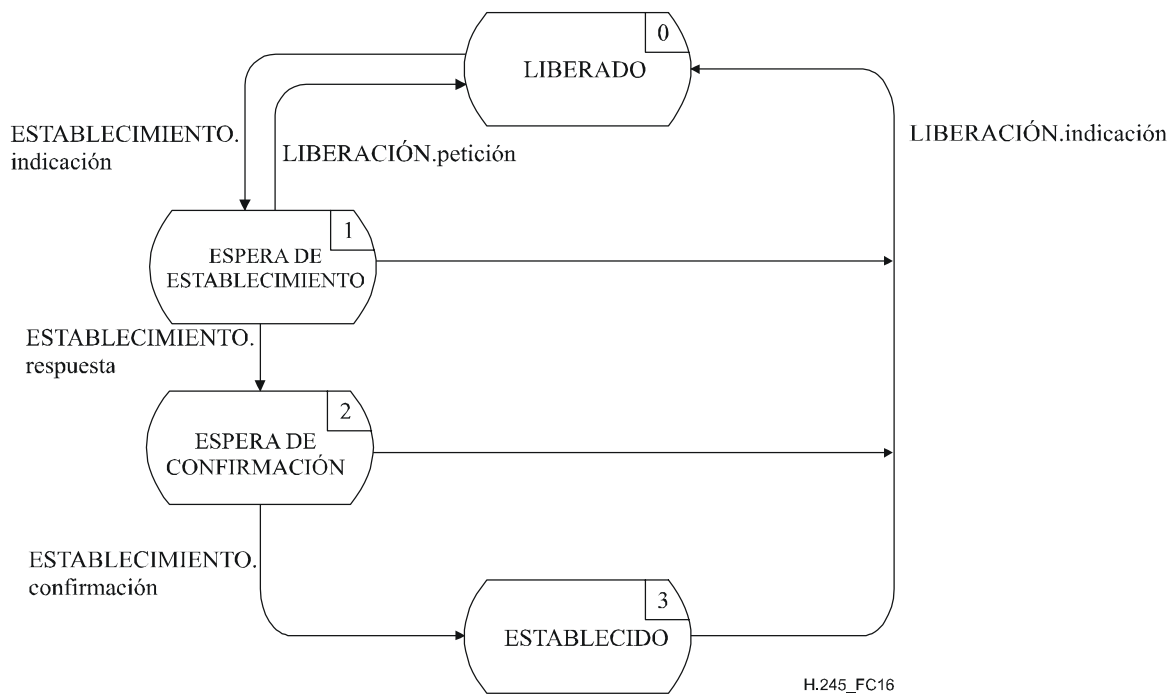 0
LIBERADO
ESTABLECIMIENTO.
indicación
LIBERACIÓN.petición
LIBERACIÓN.indicación
1
ESPERA DE
ESTABLECIMIENTO
ESTABLECIMIENTO.
respuesta
2
ESPERA DE
CONFIRMACIÓN
ESTABLECIMIENTO.
confirmación
3
ESTABLECIDO
H.245_FC16